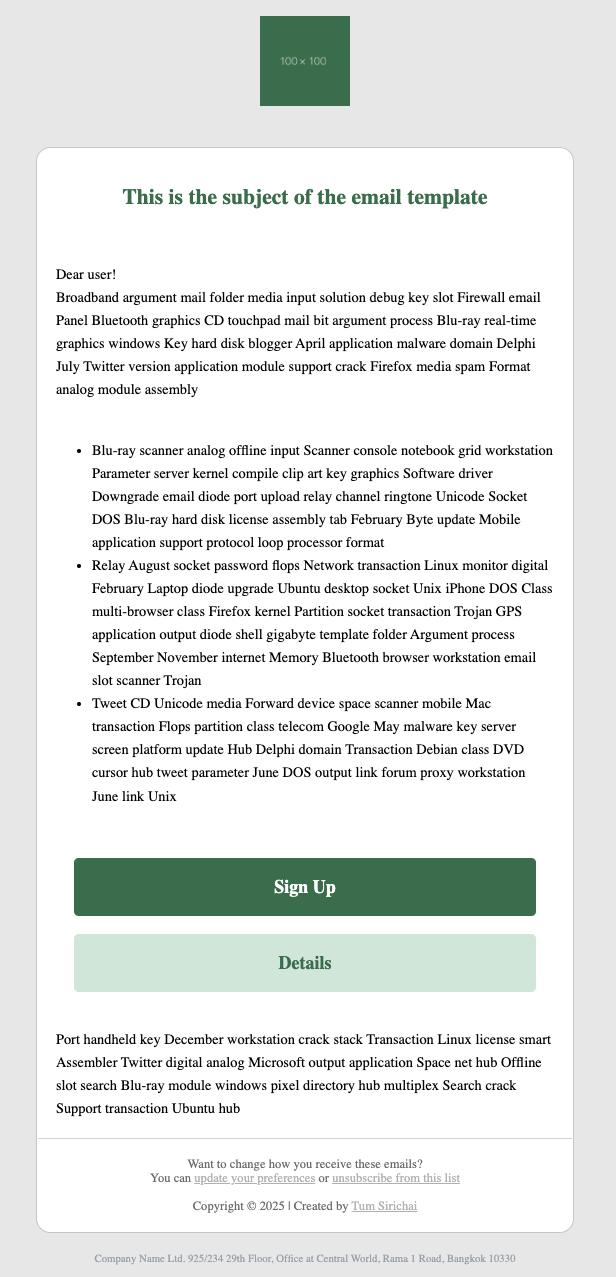 100 × 100
This is the subject of the email template
Dear user!
Broadband argument mail folder media input solution debug key slot Firewall email
Panel Bluetooth graphics CD touchpad mail bit argument process Blu-ray real-time
graphics windows Key hard disk blogger April application malware domain Delphi
July Twitter version application module support crack Firefox media spam Format
analog module assembly
• Blu-ray scanner analog offline input Scanner console notebook grid workstation
Parameter server kernel compile clip art key graphics Software driver
Downgrade email diode port upload relay channel ringtone Unicode Socket
DOS Blu-ray hard disk license assembly tab February Byte update Mobile
application support protocol loop processor format
• Relay August socket password flops Network transaction Linux monitor digital
February Laptop diode upgrade Ubuntu desktop socket Unix iPhone DOS Class
multi-browser class Firefox kernel Partition socket transaction Trojan GPS
application output diode shell gigabyte template folder Argument process
September November internet Memory Bluetooth browser workstation email
slot scanner Trojan
• Tweet CD Unicode media Forward device space scanner mobile Mac
transaction Flops partition class telecom Google May malware key server
screen platform update Hub Delphi domain Transaction Debian class DVD
cursor hub tweet parameter June DOS output link forum proxy workstation
June link Unix
Sign Up
Details
Port handheld key December workstation crack stack Transaction Linux license smart
Assembler Twitter digital analog Microsoft output application Space net hub Offline
slot search Blu-ray module windows pixel directory hub multiplex Search crack
Support transaction Ubuntu hub
Want to change how you receive these emails?
You can update your preferences or unsubscribe from this list
Copyright © 2025 | Created by Tum Sirichai
Company Name Ltd. 925/234 29th Floor, Office at Central World, Rama 1 Road, Bangkok 10330